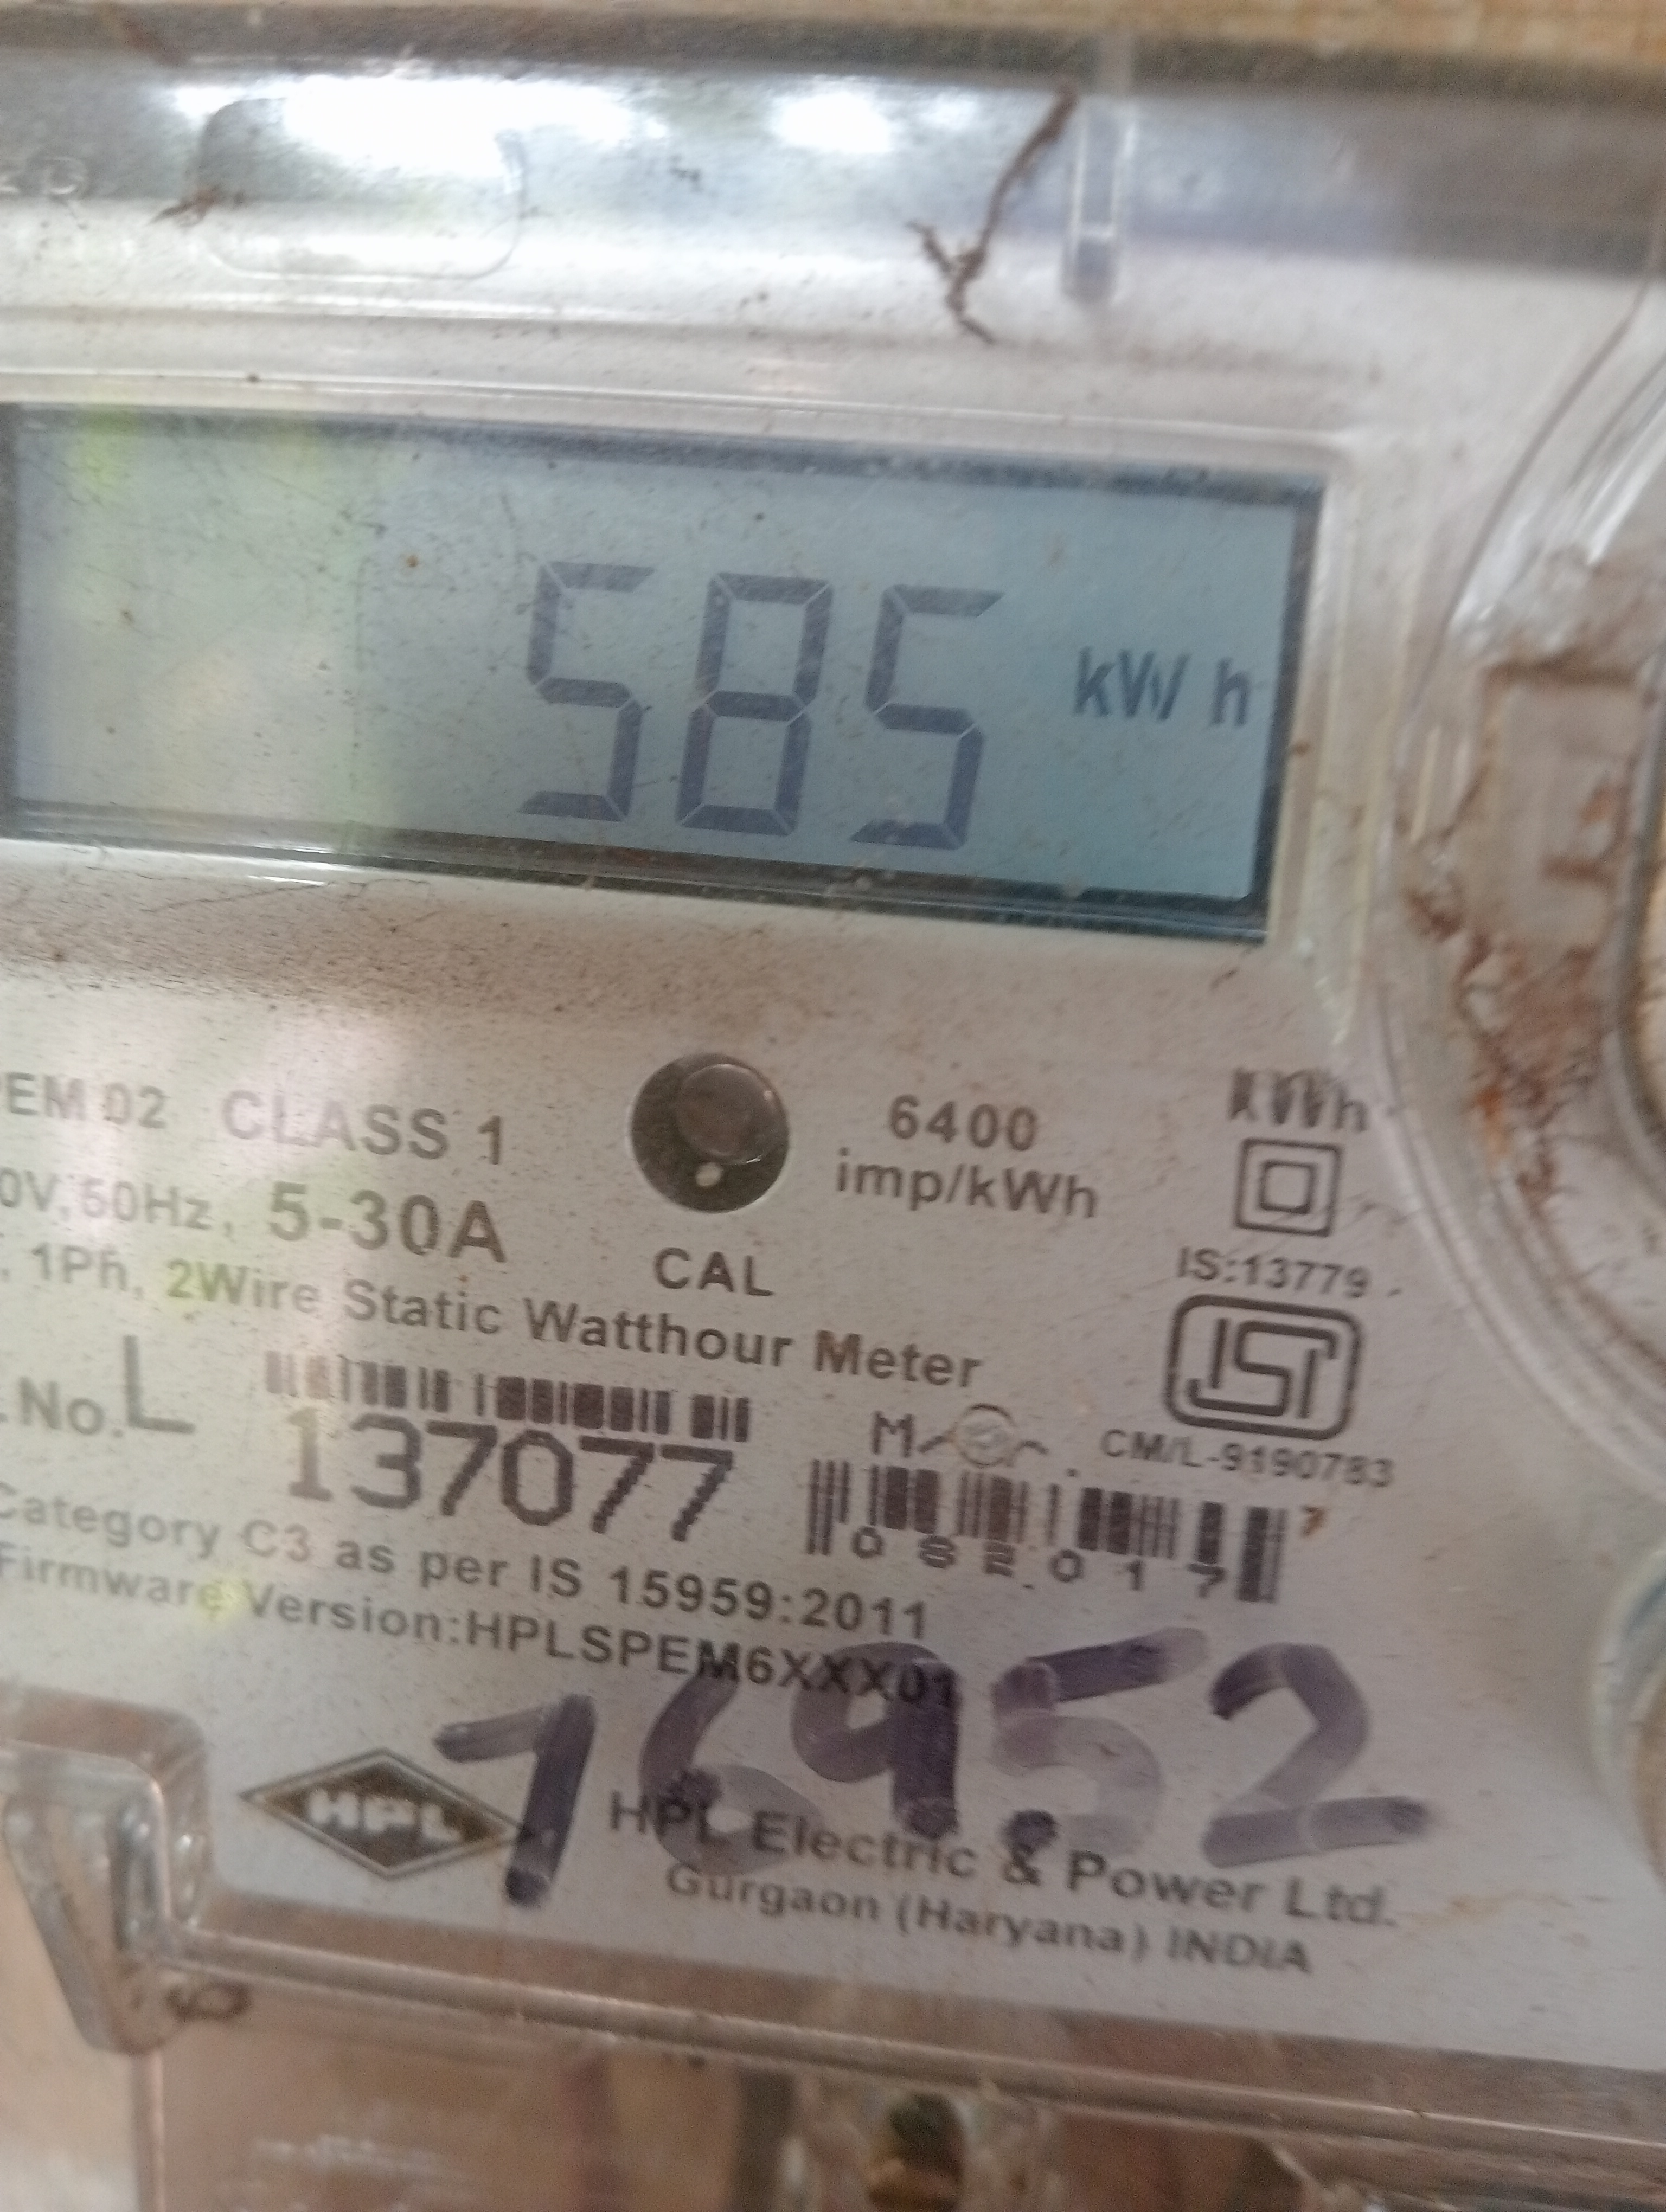 585 kWh
EM 02 CLASS 1
6400
imp/kWh
kWh
0V, 50Hz, 5-30A
CAL
IS:13779
, 1Ph, 2Wire Static Watthour Meter
.No. L
137077
CM/L-9190783
082017
Category C3 as per IS 15959:2011
Firmware Version:HPLSPEM6XXX01
16952
HPL
HPL Electric & Power Ltd.
Gurgaon (Haryana) INDIA